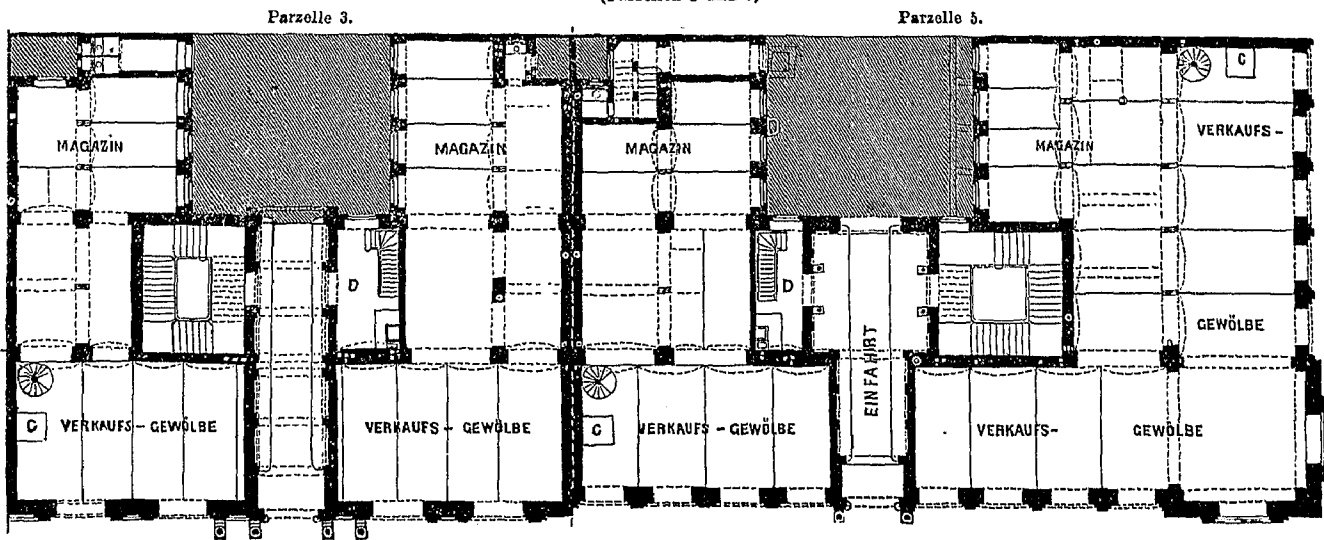 Parzelle 3.
Parzelle 5.
C
MAGAZIN
MAGAZIN
MAGAZIN
MAGAZIN
VERKAUFS -
D
D
GEWÖLBE
EINFAHRT
C
VERKAUFS - GEWÖLBE
VERKAUFS - GEWÖLBE
C
VERKAUFS - GEWÖLBE
VERKAUFS-
GEWÖLBE